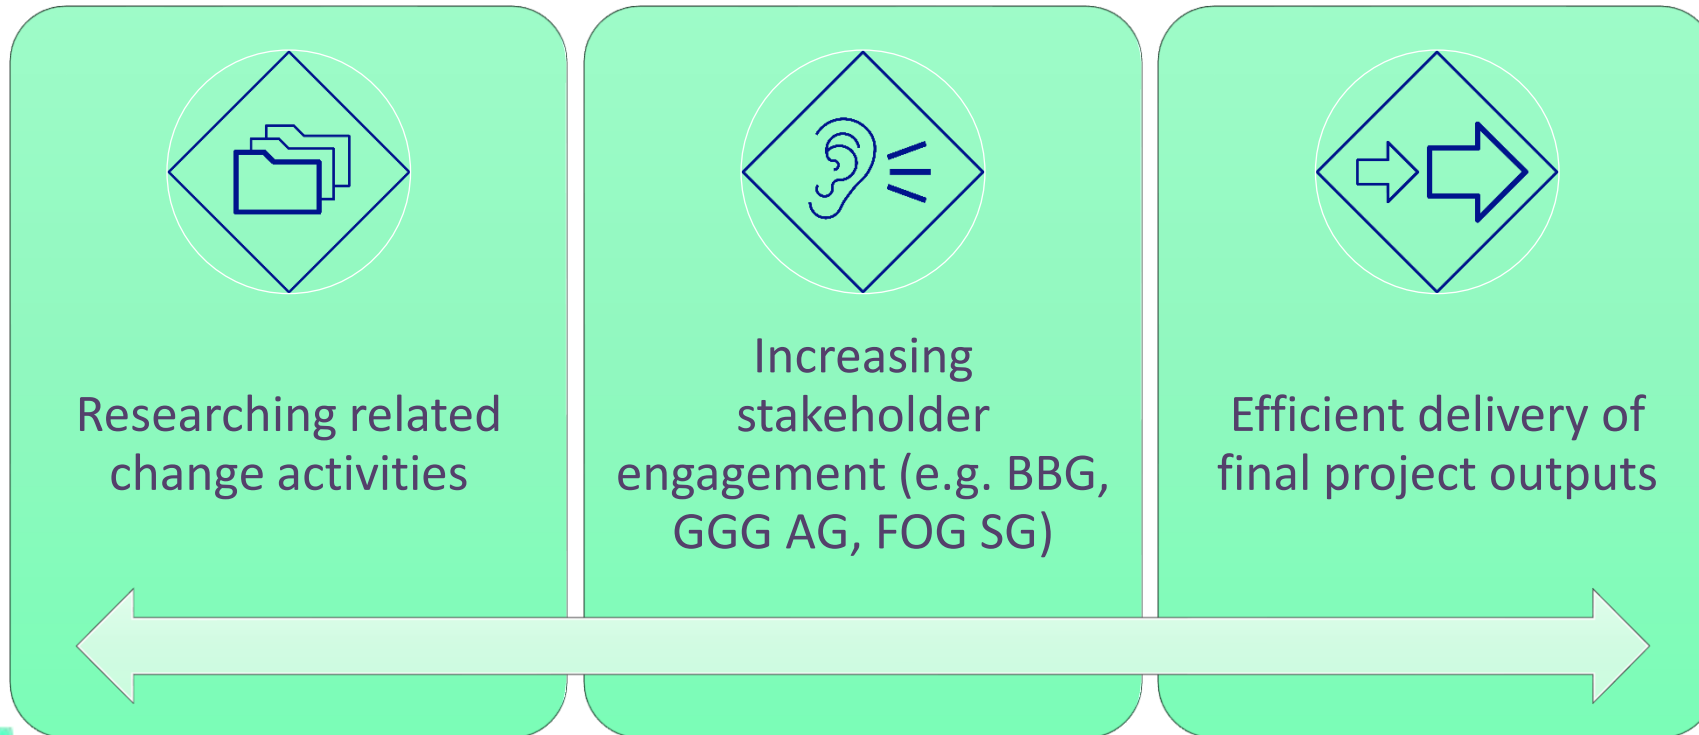 Researching related
change activities
Increasing
stakeholder
engagement (e.g. BBG,
GGG AG, FOG SG)
Efficient delivery of
final project outputs